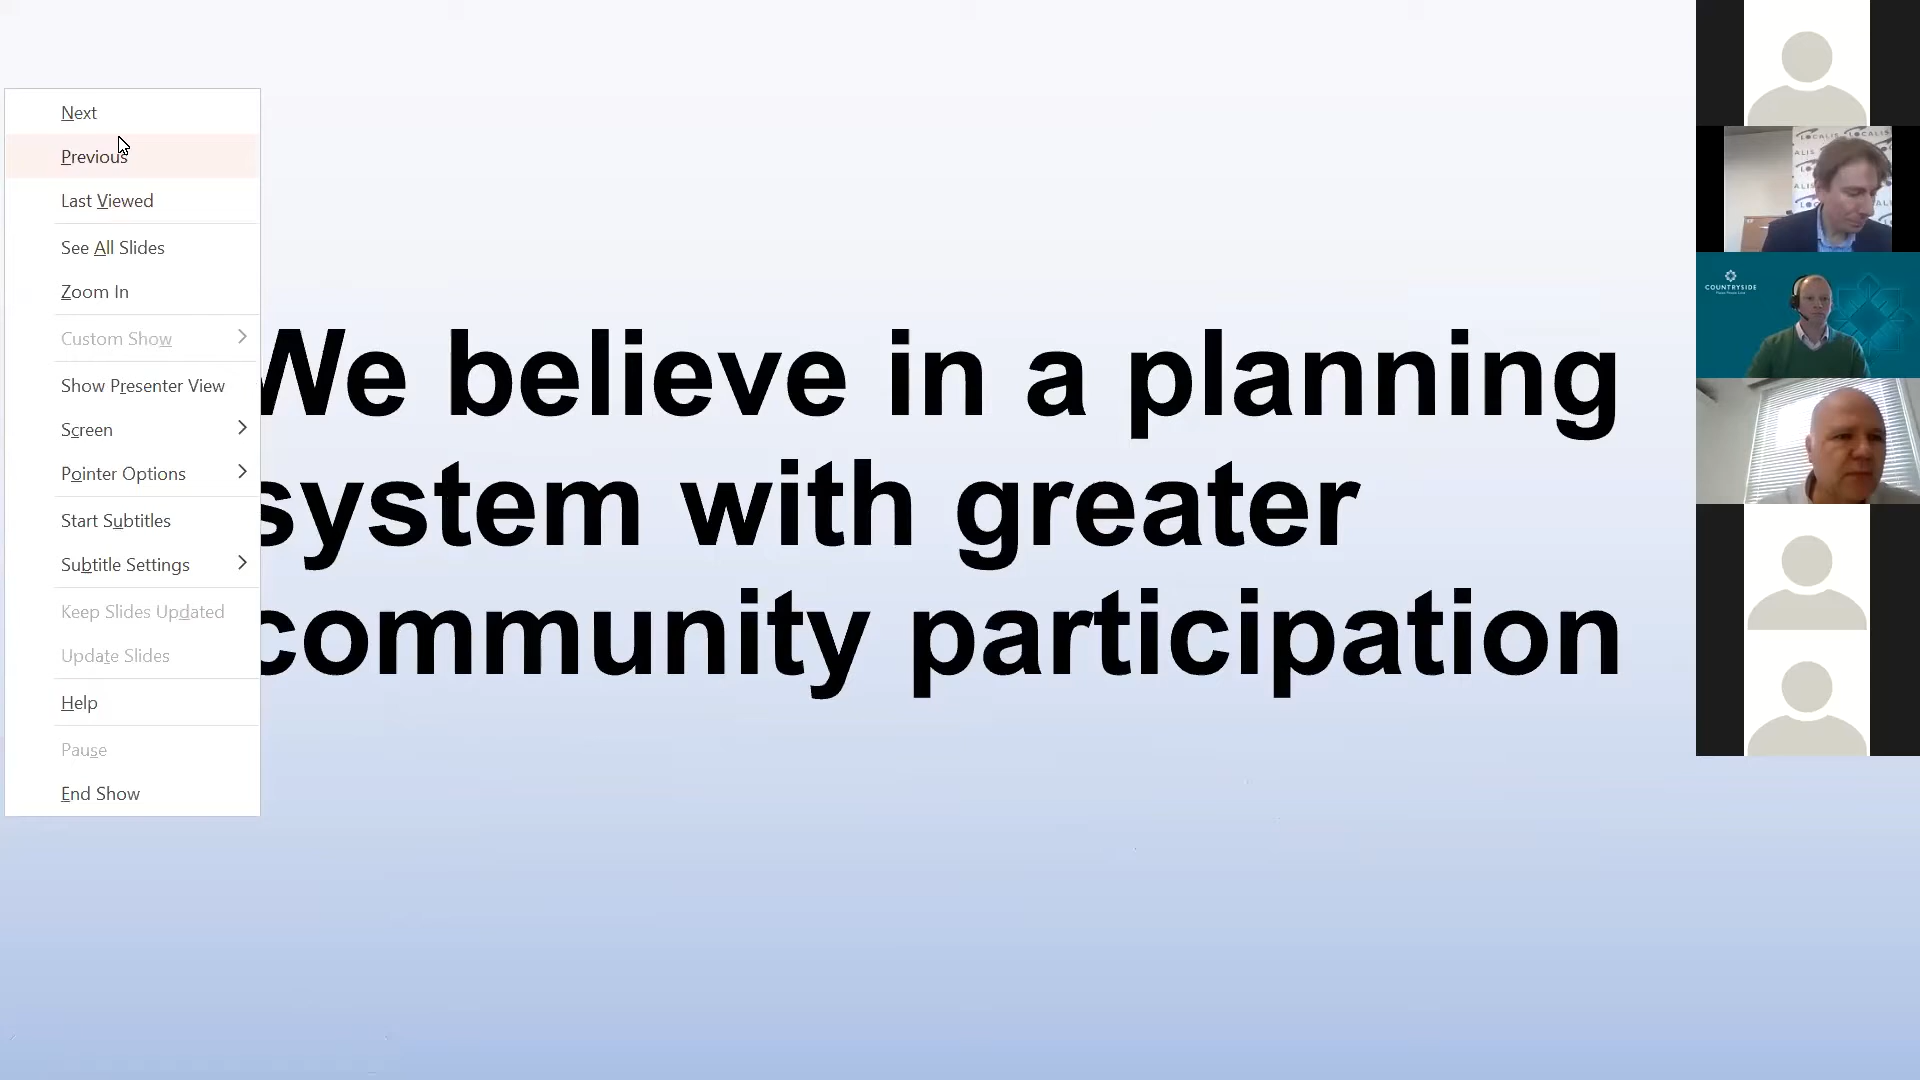 Next
Previous
Last Viewed
See All Slides
Zoom In
Custom Show
Show Presenter View
Screen
Pointer Options
Start Subtitles
Subtitle Settings
Keep Slides Updated
Update Slides
Help
Pause
End Show
We believe in a planning
system with greater
community participation
LOCALIS
LOCALIS
COUNTRYSIDE